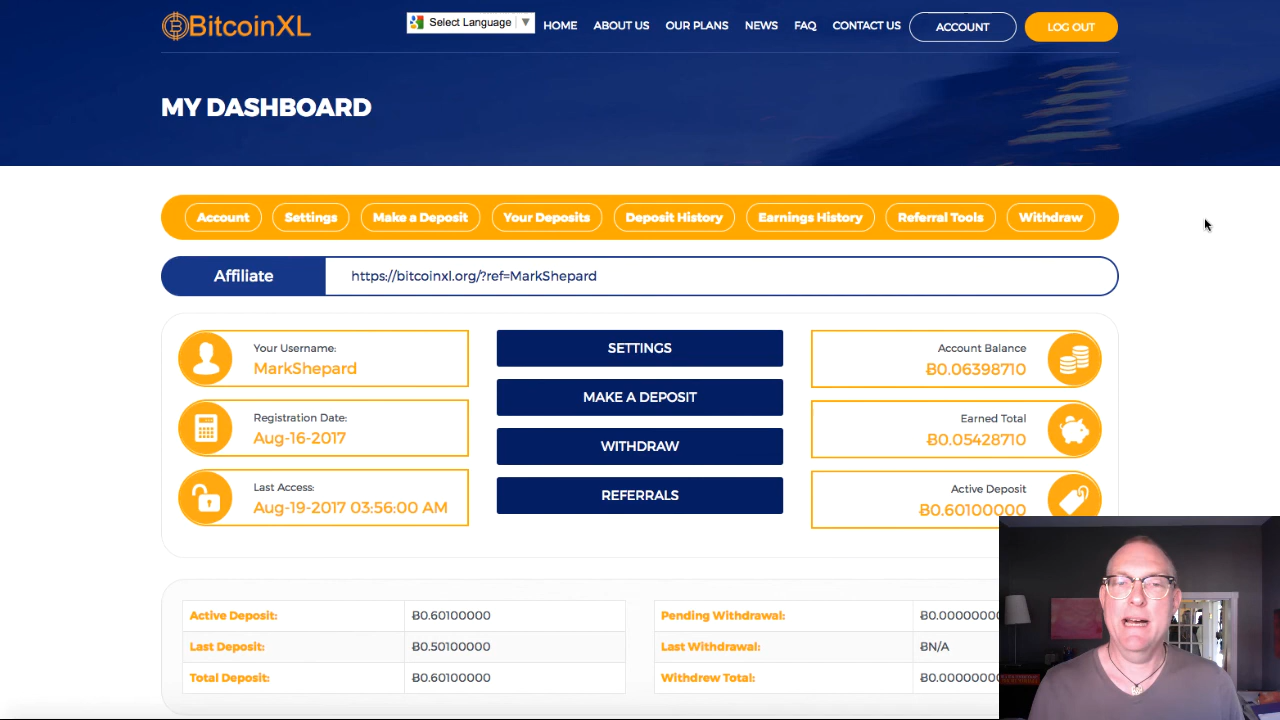 BitcoinXL
Select Language ▼
HOME
ABOUT US
OUR PLANS
NEWS
FAQ
CONTACT US
ACCOUNT
LOG OUT
MY DASHBOARD
Account
Settings
Make a Deposit
Your Deposits
Deposit History
Earnings History
Referral Tools
Withdraw
Affiliate
https://bitcoinxl.org/?ref=MarkShepard
Your Username:
MarkShepard
Registration Date:
Aug-16-2017
Last Access:
Aug-19-2017 03:56:00 AM
SETTINGS
MAKE A DEPOSIT
WITHDRAW
REFERRALS
Account Balance
Ƀ0.06398710
Earned Total
Ƀ0.05428710
Active Deposit
Ƀ0.60100000
Active Deposit: Ƀ0.60100000
Last Deposit: Ƀ0.50100000
Total Deposit: Ƀ0.60100000
Pending Withdrawal: Ƀ0.0000000
Last Withdrawal: ɃN/A
Withdrew Total: Ƀ0.0000000